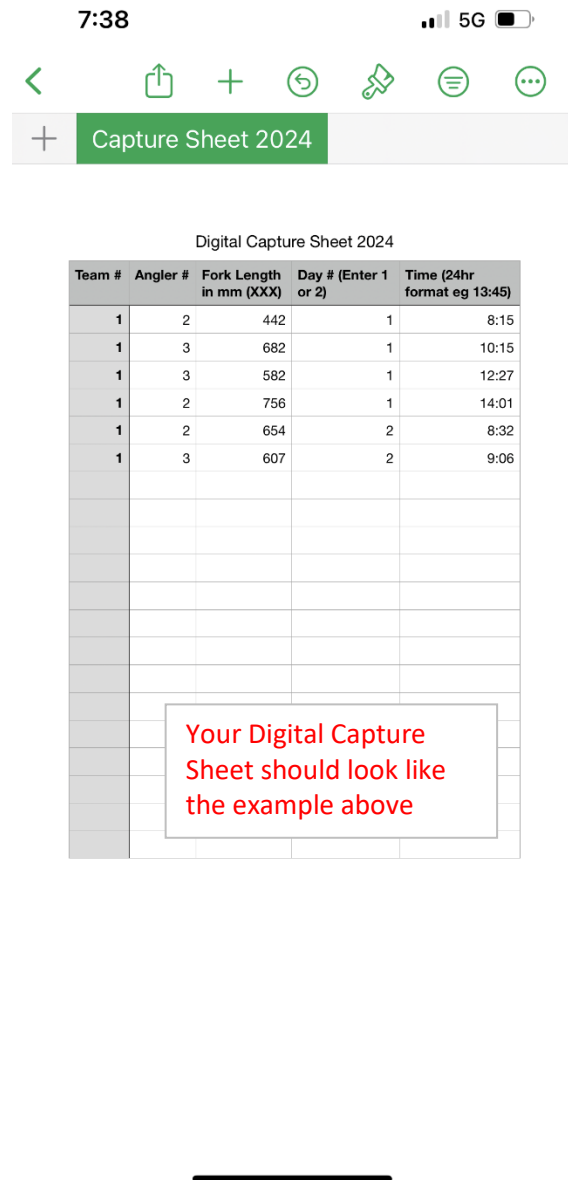 7:38 5G
Capture Sheet 2024
Digital Capture Sheet 2024
Team # Angler # Fork Length in mm (XXX) Day # (Enter 1 or 2) Time (24hr format eg 13:45)
1 2 442 1 8:15
1 3 682 1 10:15
1 3 582 1 12:27
1 2 756 1 14:01
1 2 654 2 8:32
1 3 607 2 9:06
Your Digital Capture
Sheet should look like
the example above